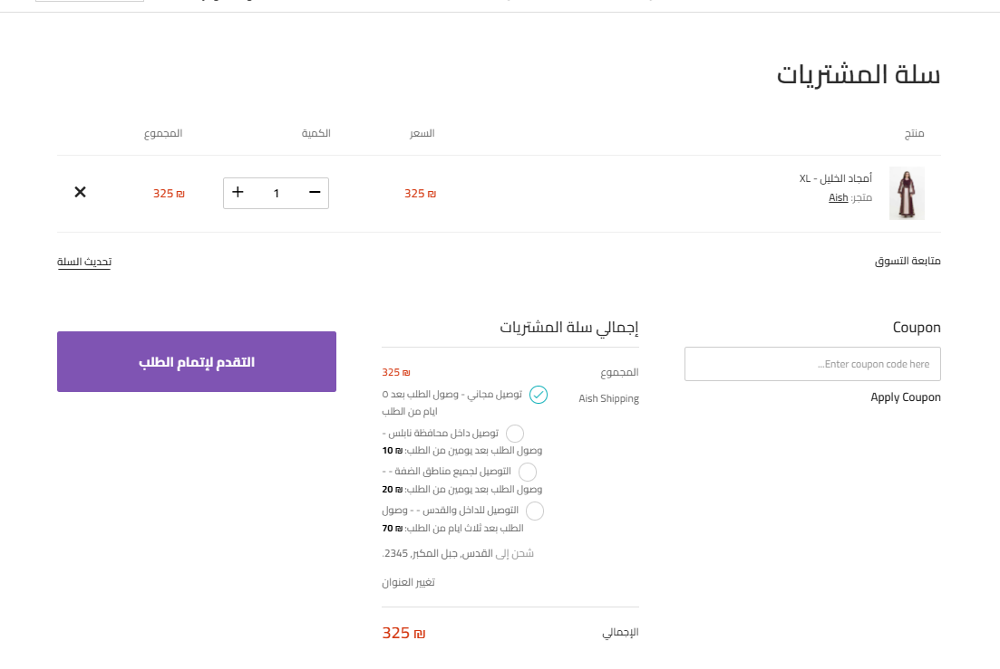 سلة المشتريات
منتج السعر الكمية المجموع
أمجاد الخليل - XL
متجر: Aish
₪ 325
1
₪ 325
متابعة التسوق
تحديث السلة
Coupon
Enter coupon code here...
Apply Coupon
إجمالي سلة المشتريات
المجموع ₪ 325
Aish Shipping
توصيل مجاني - وصول الطلب بعد ٥
ايام من الطلب
توصيل داخل محافظة نابلس -
وصول الطلب بعد يومين من الطلب: ₪ 10
التوصيل لجميع مناطق الضفة - -
وصول الطلب بعد يومين من الطلب: ₪ 20
التوصيل للداخل والقدس - - وصول
الطلب بعد ثلاث ايام من الطلب: ₪ 70
شحن إلى القدس, جبل المكبر, 2345.
تغيير العنوان
الإجمالي ₪ 325
التقدم لإتمام الطلب